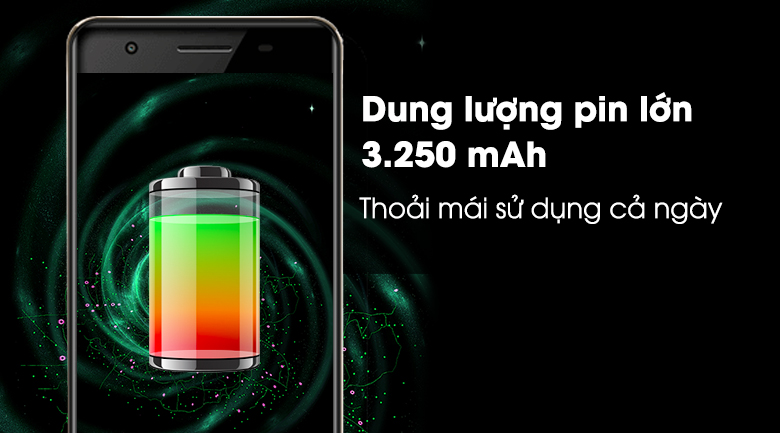 Dung lượng pin lớn
3.250 mAh
Thoải mái sử dụng cả ngày